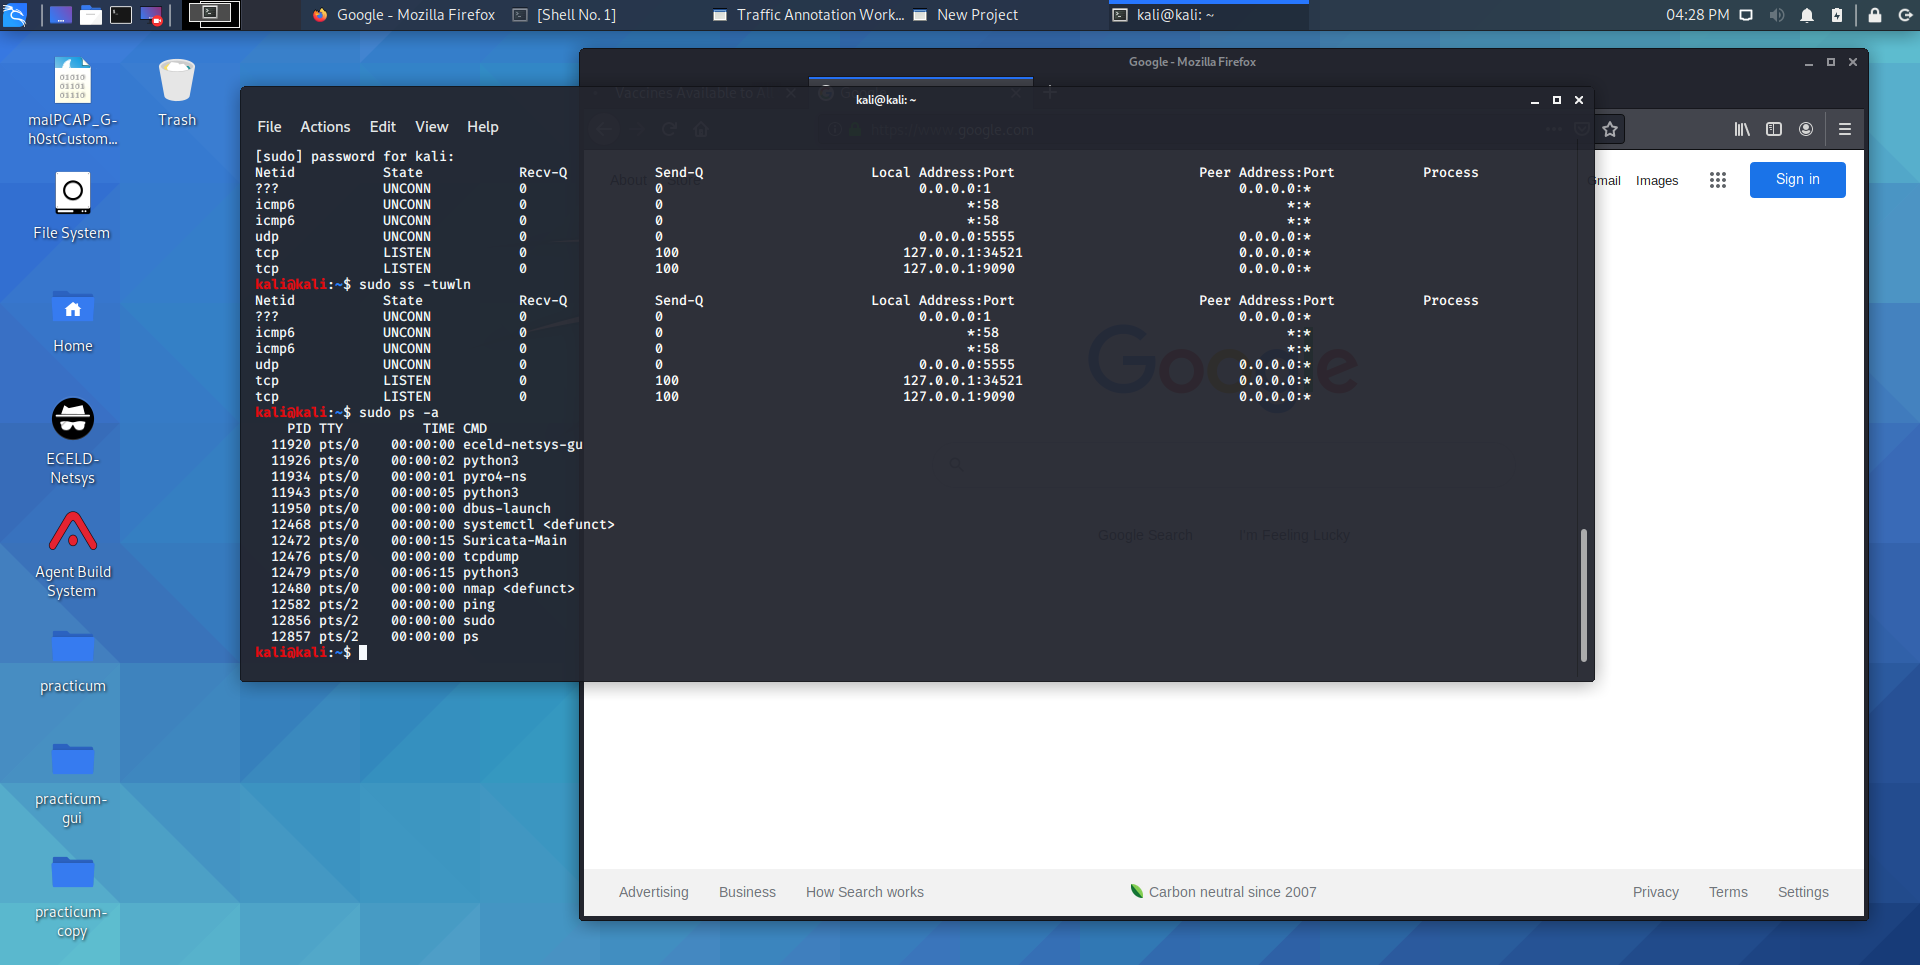 Google - Mozilla Firefox
[Shell No. 1]
Traffic Annotation Work...
New Project
kali@kali: ~
04:28 PM
malPCAP_G-
h0stCustom...
Trash
File System
Home
ECELD-
Netsys
Agent Build
System
practicum
practicum-
gui
practicum-
copy
Google - Mozilla Firefox
Vaccines Available to All
kali@kali: ~
File Actions Edit View Help
google.com
[sudo] password for kali:
Netid State Recv-Q Send-Q Local Address:Port Peer Address:Port Process
??? UNCONN 0 0 0.0.0.0:1 0.0.0.0:*
icmp6 UNCONN 0 0 *:58 *:*
icmp6 UNCONN 0 0 *:58 *:*
udp UNCONN 0 0 0.0.0.0:5555 0.0.0.0:*
tcp LISTEN 0 100 127.0.0.1:34521 0.0.0.0:*
tcp LISTEN 0 100 127.0.0.1:9090 0.0.0.0:*
kali@kali:~$ sudo ss -tuwln
Netid State Recv-Q Send-Q Local Address:Port Peer Address:Port Process
??? UNCONN 0 0 0.0.0.0:1 0.0.0.0:*
icmp6 UNCONN 0 0 *:58 *:*
icmp6 UNCONN 0 0 *:58 *:*
udp UNCONN 0 0 0.0.0.0:5555 0.0.0.0:*
tcp LISTEN 0 100 127.0.0.1:34521 0.0.0.0:*
tcp LISTEN 0 100 127.0.0.1:9090 0.0.0.0:*
kali@kali:~$ sudo ps -a
PID TTY TIME CMD
11920 pts/0 00:00:00 eceld-netsys-gu
11926 pts/0 00:00:02 python3
11934 pts/0 00:00:01 pyro4-ns
11943 pts/0 00:00:05 python3
11950 pts/0 00:00:00 dbus-launch
12468 pts/0 00:00:00 systemctl <defunct>
12472 pts/0 00:00:15 Suricata-Main
12476 pts/0 00:00:00 tcpdump
12479 pts/0 00:06:15 python3
12480 pts/0 00:00:00 nmap <defunct>
12582 pts/2 00:00:00 ping
12856 pts/2 00:00:00 sudo
12857 pts/2 00:00:00 ps
kali@kali:~$
About Store
Gmail Images Sign in
Google
Google Search I'm Feeling Lucky
Advertising Business How Search works
Carbon neutral since 2007
Privacy Terms Settings